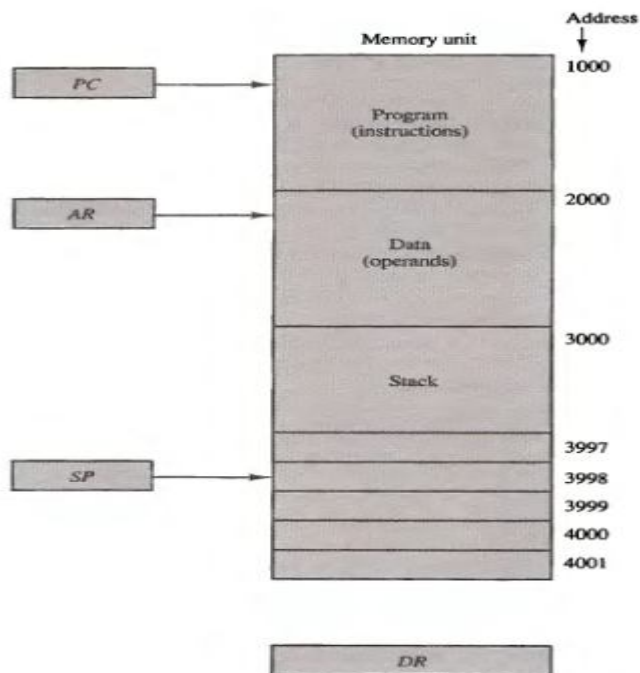 Address
Memory unit
1000
PC
Program
(instructions)
2000
AR
Data
(operands)
3000
Stack
3997
SP
3998
3999
4000
4001
DR